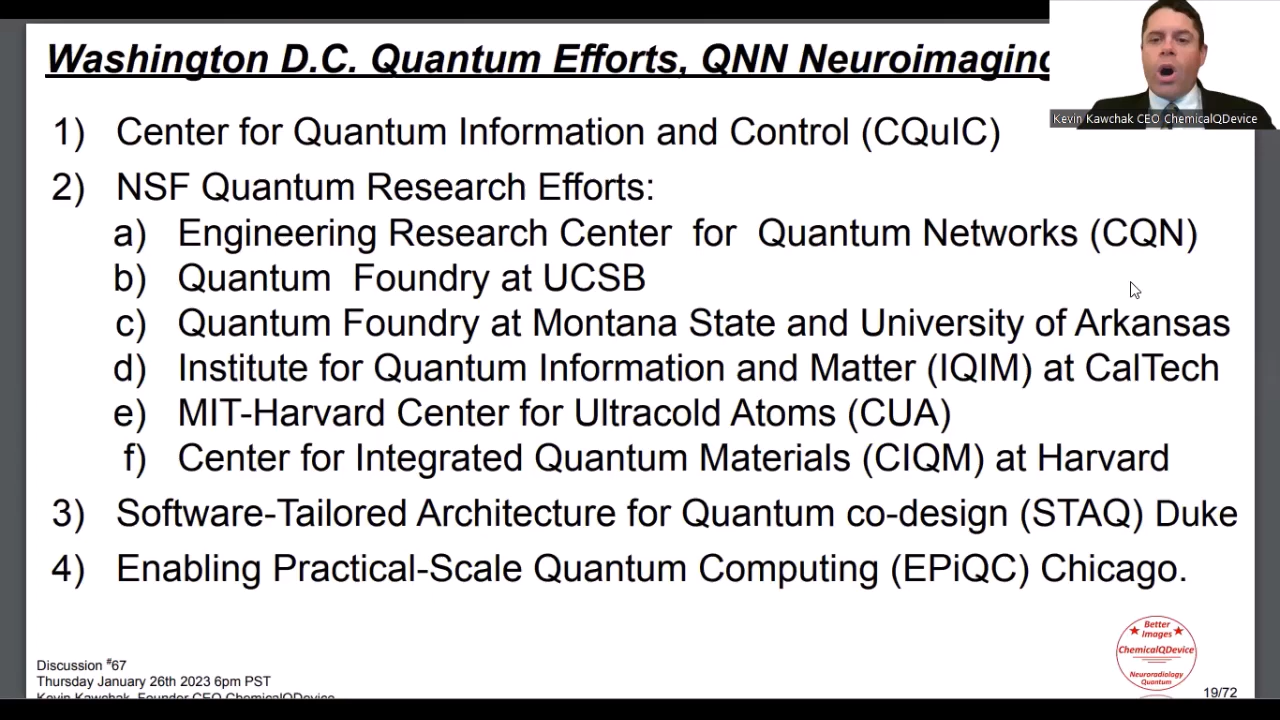 Washington D.C. Quantum Efforts, QNN Neuroimaging
Kevin Kawchak CEO ChemicalQDevice
1) Center for Quantum Information and Control (CQuIC)
2) NSF Quantum Research Efforts:
a) Engineering Research Center for Quantum Networks (CQN)
b) Quantum Foundry at UCSB
c) Quantum Foundry at Montana State and University of Arkansas
d) Institute for Quantum Information and Matter (IQIM) at CalTech
e) MIT-Harvard Center for Ultracold Atoms (CUA)
f) Center for Integrated Quantum Materials (CIQM) at Harvard
3) Software-Tailored Architecture for Quantum co-design (STAQ) Duke
4) Enabling Practical-Scale Quantum Computing (EPiQC) Chicago.
Better
Images
ChemicalQDevice
Neuroradiology
Quantum
Discussion #67
Thursday January 26th 2023 6pm PST
Kevin Kawchak, Founder CEO ChemicalQDevice
19/72